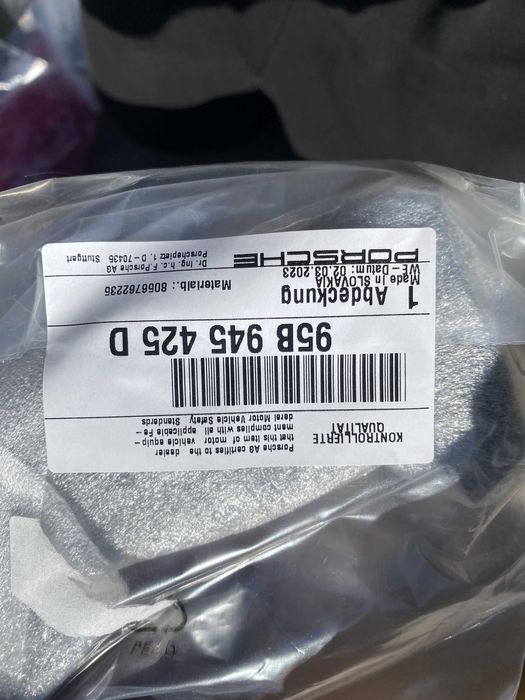 KONTROLLIERTE
QUALITÄT
Porsche AG certifies to the dealer
that this item of motor vehicle equip-
ment complies with all applicable Fe-
deral Motor Vehicle Safety Standards
95B 945 425 D
1 Abdeckung
Materialb.: 8056762235
Made in SLOVAKIA
WE-Datum: 02.03.2023
PORSCHE
Dr. Ing. h. c. F. Porsche AG
Porscheplatz 1, D-70435 Stuttgart